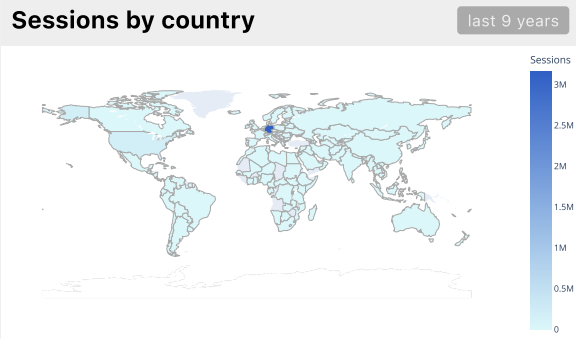 Sessions by country
last 9 years
Sessions
3M
2.5M
2M
1.5M
1M
0.5M
0